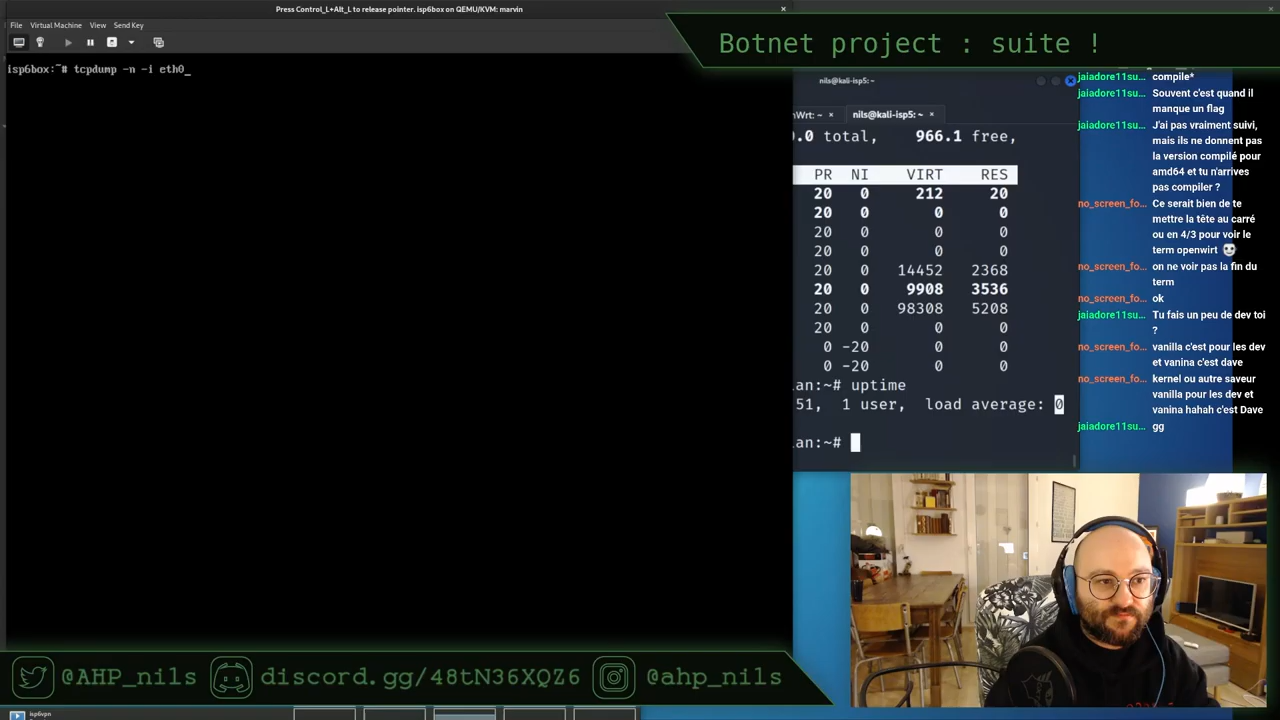 Press Control_L+Alt_L to release pointer. isp6box on QEMU/KVM: marvin
File Virtual Machine View Send Key
isp6box:~# tcpdump -n -i eth0_
Botnet project : suite !
nils@kali-isp5: ~
nWrt: ~ × nils@kali-isp5: ~ ×
0.0 total, 966.1 free,
PR NI VIRT RES
20 0 212 20
20 0 0 0
20 0 0 0
20 0 0 0
20 0 14452 2368
20 0 9908 3536
20 0 98308 5208
20 0 0 0
0 -20 0 0
0 -20 0 0
lan:~# uptime
51, 1 user, load average: 0
lan:~#
jaiadore11su... compile*
jaiadore11su... Souvent c'est quand il
manque un flag
jaiadore11su... J'ai pas vraiment suivi,
mais ils ne donnent pas
la version compilé pour
amd64 et tu n'arrives
pas compiler ?
no_screen_fo... Ce serait bien de te
mettre la tête au carré
ou en 4/3 pour voir le
term openwirt 💀
no_screen_fo... on ne voir pas la fin du
term
no_screen_fo... ok
jaiadore11su... Tu fais un peu de dev toi
?
no_screen_fo... vanilla c'est pour les dev
et vanina c'est dave
no_screen_fo... kernel ou autre saveur
vanilla pour les dev et
vanina hahah c'est Dave
jaiadore11su... gg
@AHP_nils discord.gg/48tN36XQZ6 @ahp_nils
isp6vpn